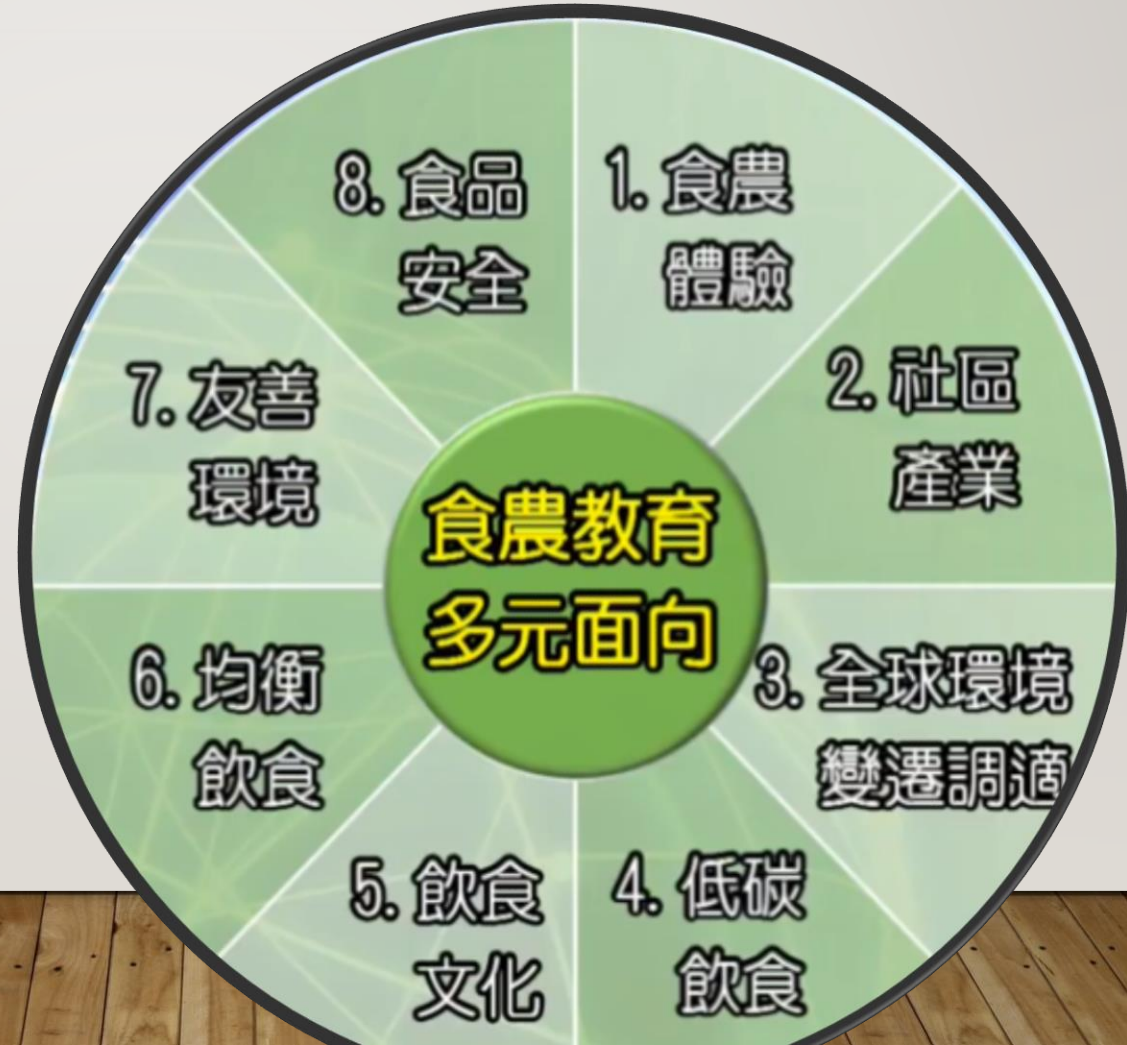 食農教育
多元面向
1. 食農
體驗
2. 社區
產業
3. 全球環境
變遷調適
4. 低碳
飲食
5. 飲食
文化
6. 均衡
飲食
7. 友善
環境
8. 食品
安全